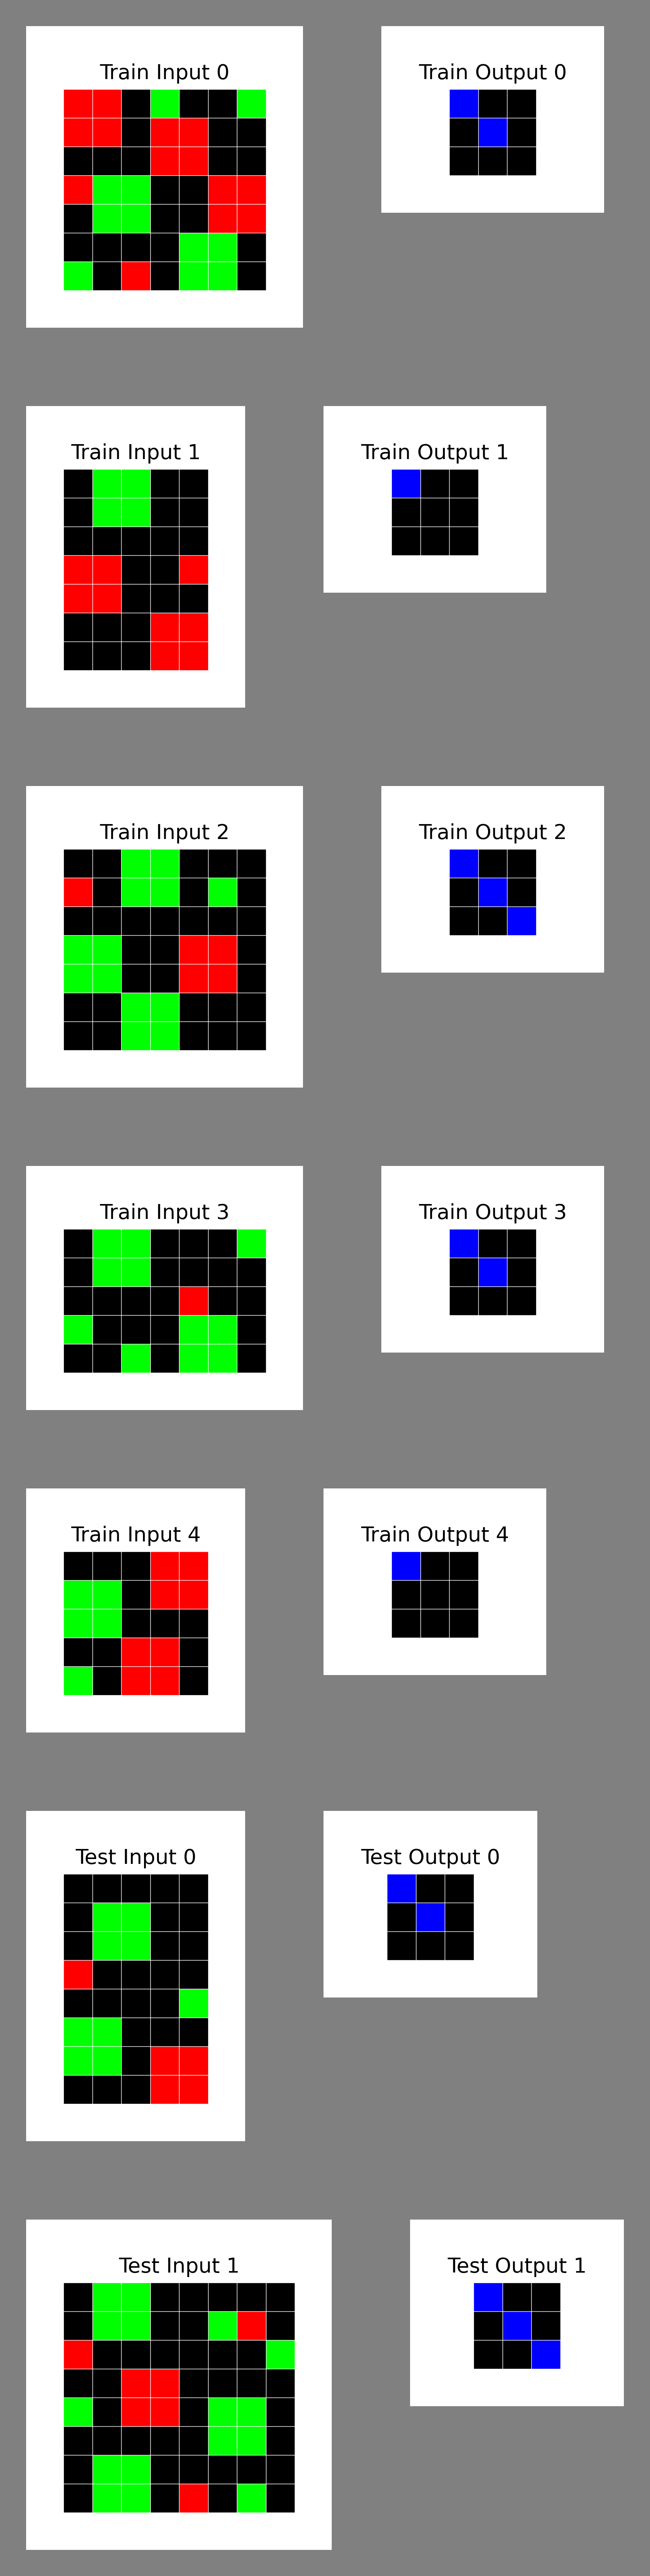 Train Input 0
Train Output 0
Train Input 1
Train Output 1
Train Input 2
Train Output 2
Train Input 3
Train Output 3
Train Input 4
Train Output 4
Test Input 0
Test Output 0
Test Input 1
Test Output 1